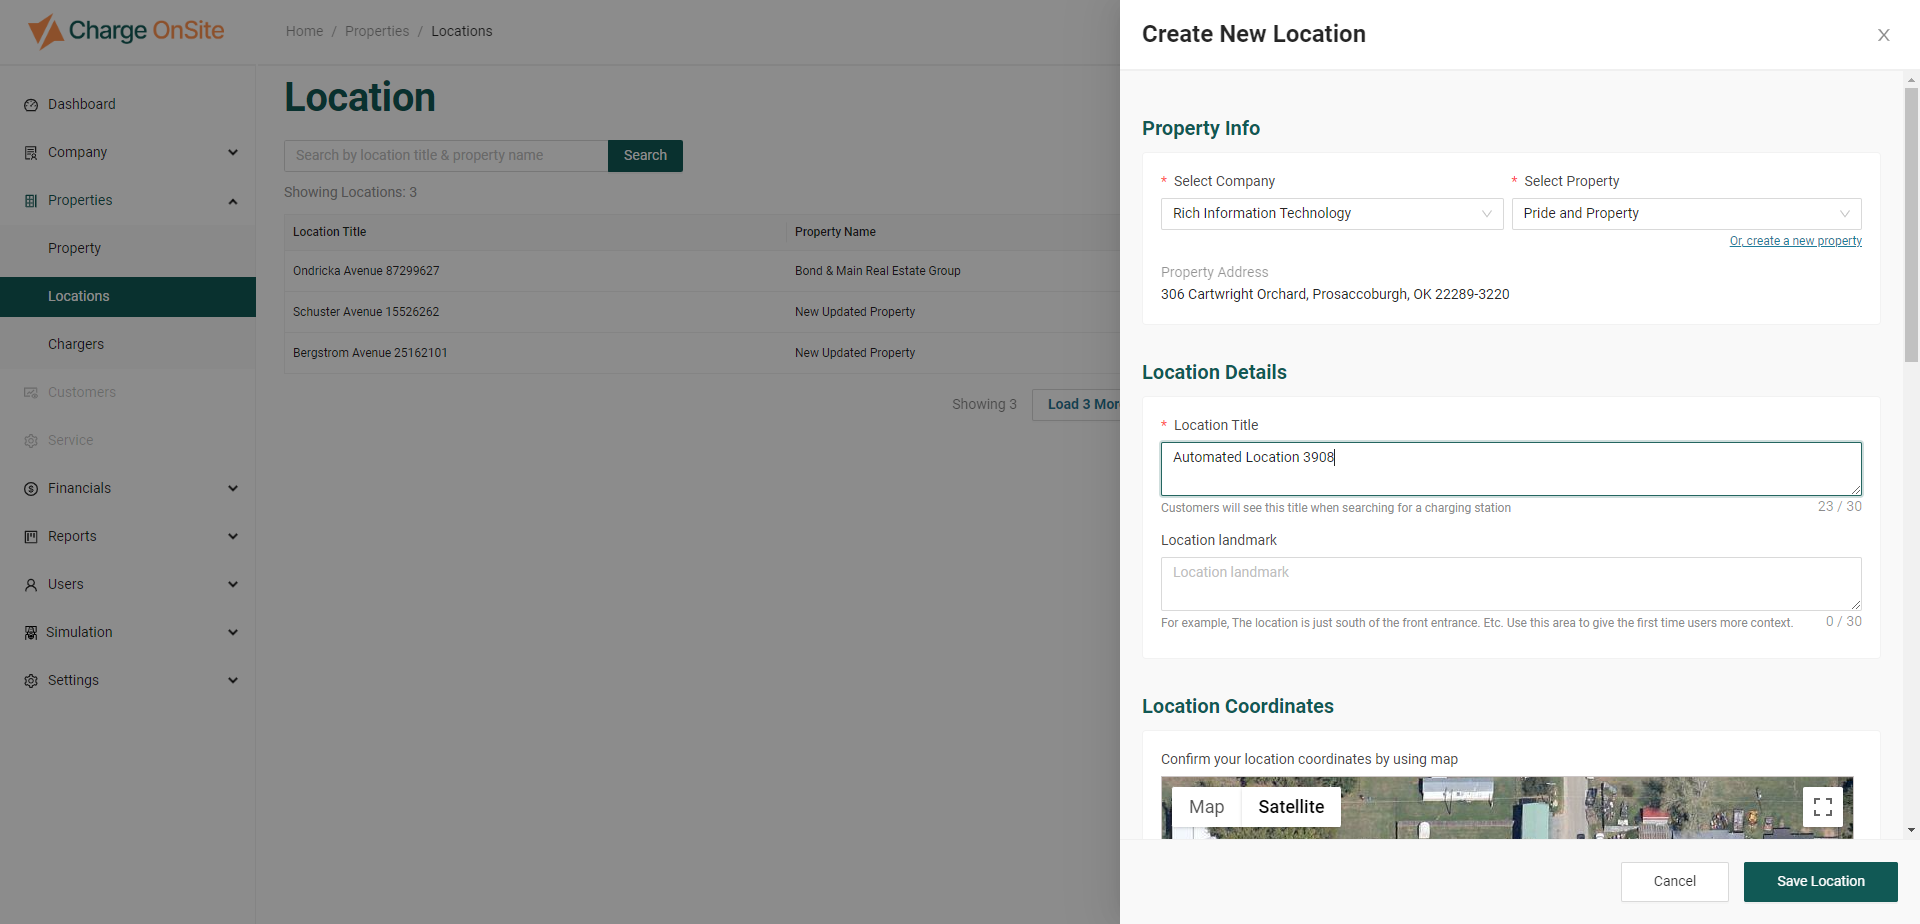 Charge OnSite
Home / Properties / Locations
Dashboard
Company
Properties
Property
Locations
Chargers
Customers
Service
Financials
Reports
Users
Simulation
Settings
Location
Search by location title & property name
Search
Showing Locations: 3
Location Title Property Name
Ondricka Avenue 87299627 Bond & Main Real Estate Group
Schuster Avenue 15526262 New Updated Property
Bergstrom Avenue 25162101 New Updated Property
Showing 3 Load 3 Mor
Create New Location
Property Info
* Select Company * Select Property
Rich Information Technology Pride and Property
Or, create a new property
Property Address
306 Cartwright Orchard, Prosaccoburgh, OK 22289-3220
Location Details
* Location Title
Automated Location 3908
Customers will see this title when searching for a charging station 23 / 30
Location landmark
Location landmark
For example, The location is just south of the front entrance. Etc. Use this area to give the first time users more context. 0 / 30
Location Coordinates
Confirm your location coordinates by using map
Map Satellite
Cancel Save Location